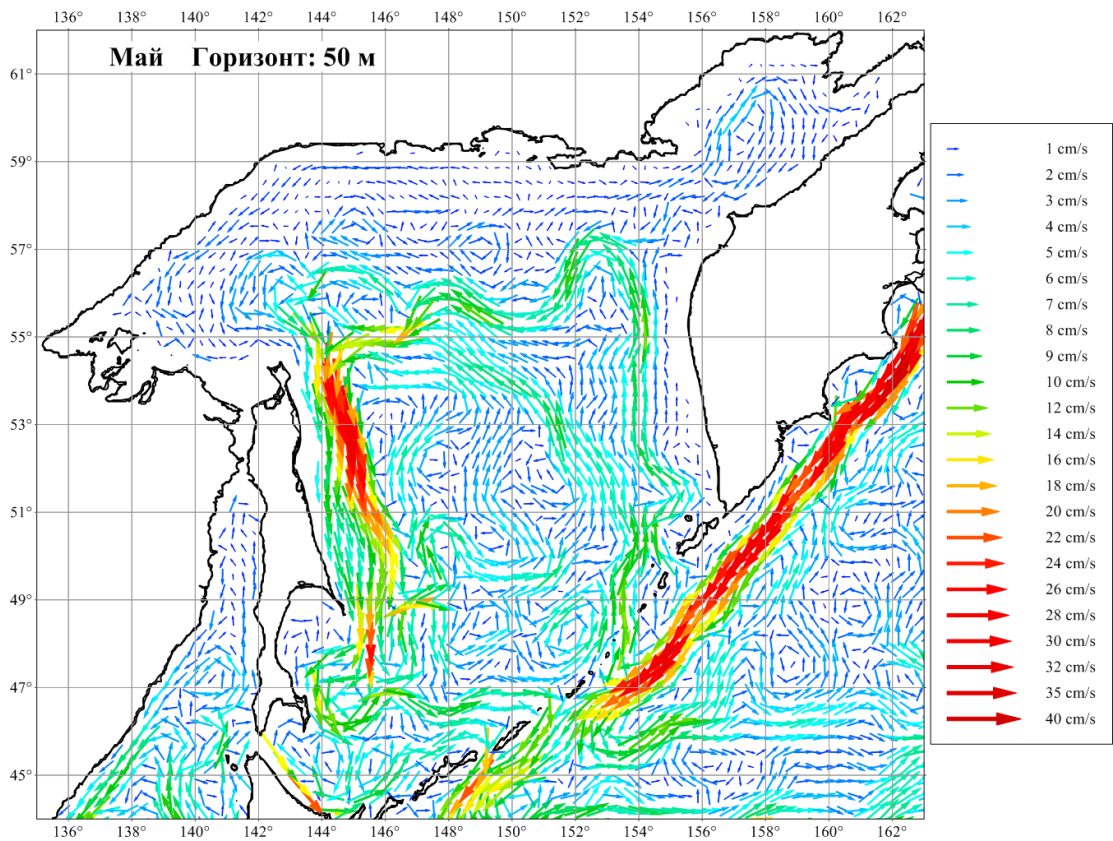 136° 138° 140° 142° 144° 146° 148° 150° 152° 154° 156° 158° 160° 162°
Май Горизонт: 50 м
61°
59°
57°
55°
53°
51°
49°
47°
45°
136° 138° 140° 142° 144° 146° 148° 150° 152° 154° 156° 158° 160° 162°
1 cm/s
2 cm/s
3 cm/s
4 cm/s
5 cm/s
6 cm/s
7 cm/s
8 cm/s
9 cm/s
10 cm/s
12 cm/s
14 cm/s
16 cm/s
18 cm/s
20 cm/s
22 cm/s
24 cm/s
26 cm/s
28 cm/s
30 cm/s
32 cm/s
35 cm/s
40 cm/s